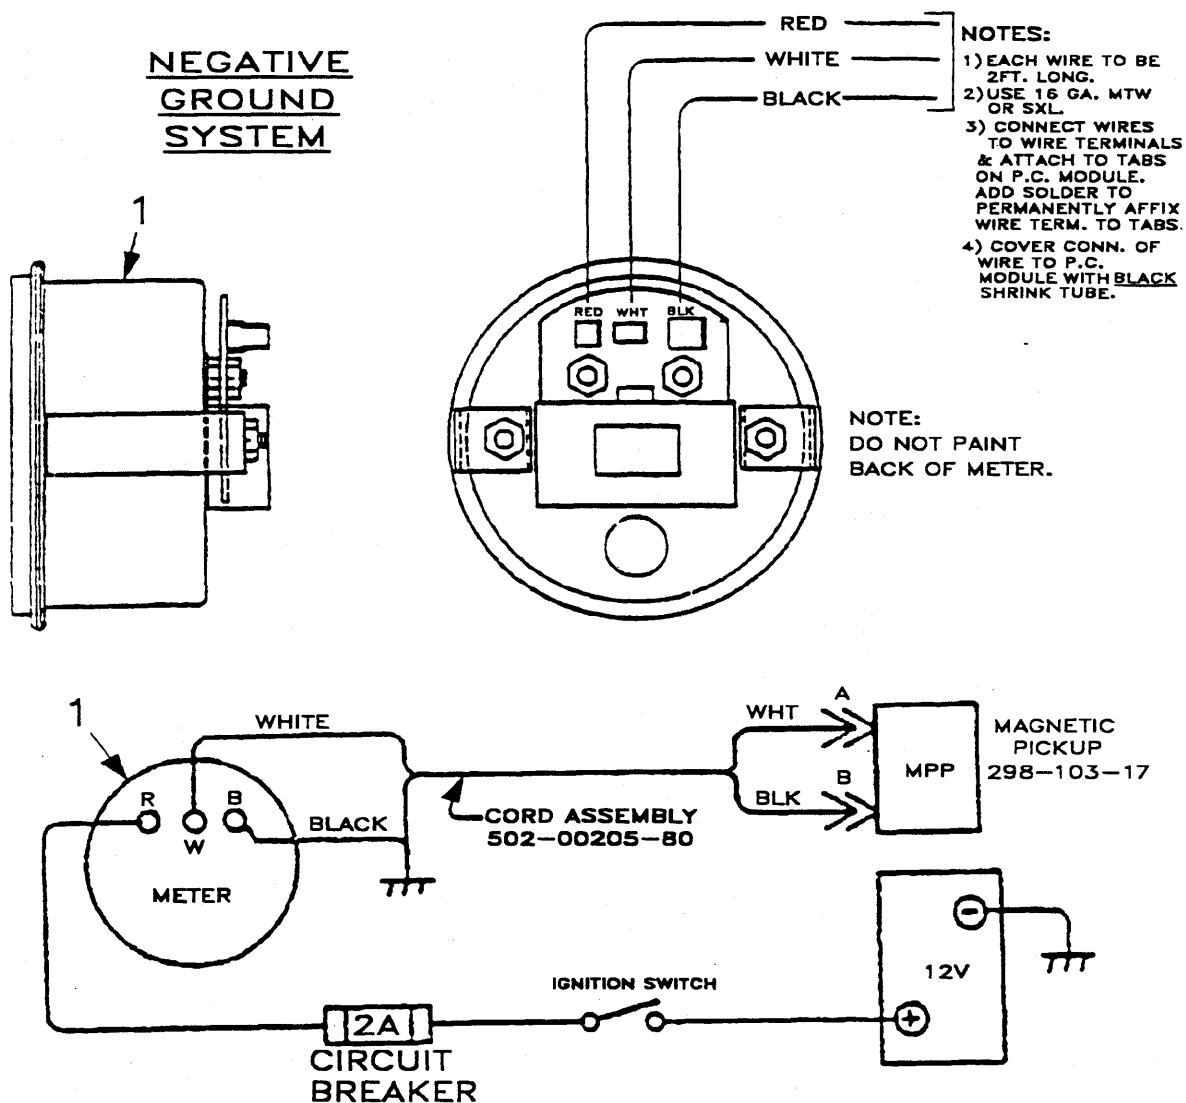 NEGATIVE
GROUND
SYSTEM
RED
WHITE
BLACK
NOTES:
1) EACH WIRE TO BE
2FT. LONG.
2) USE 16 GA. MTW
OR SXL.
3) CONNECT WIRES
TO WIRE TERMINALS
& ATTACH TO TABS
ON P.C. MODULE.
ADD SOLDER TO
PERMANENTLY AFFIX
WIRE TERM. TO TABS.
4) COVER CONN. OF
WIRE TO P.C.
MODULE WITH BLACK
SHRINK TUBE.
1
RED WHT BLK
NOTE:
DO NOT PAINT
BACK OF METER.
1
WHITE
R
B
W
BLACK
METER
CORD ASSEMBLY
502-00205-80
WHT
A
BLK
B
MPP
MAGNETIC
PICKUP
298-103-17
-
12V
+
IGNITION SWITCH
2A
CIRCUIT
BREAKER